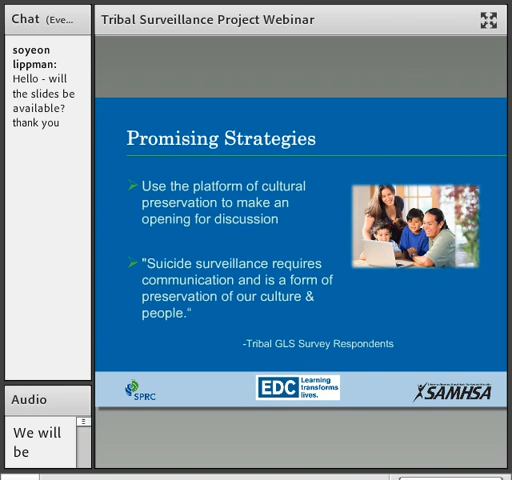 Chat (Eve...
Tribal Surveillance Project Webinar
soyeon
lippman:
Hello - will
the slides be
available?
thank you
Promising Strategies
Use the platform of cultural
preservation to make an
opening for discussion
"Suicide surveillance requires
communication and is a form of
preservation of our culture &
people.“
-Tribal GLS Survey Respondents
SPRC
EDC Learning
transforms
lives.
SAMHSA
Audio
We will
be